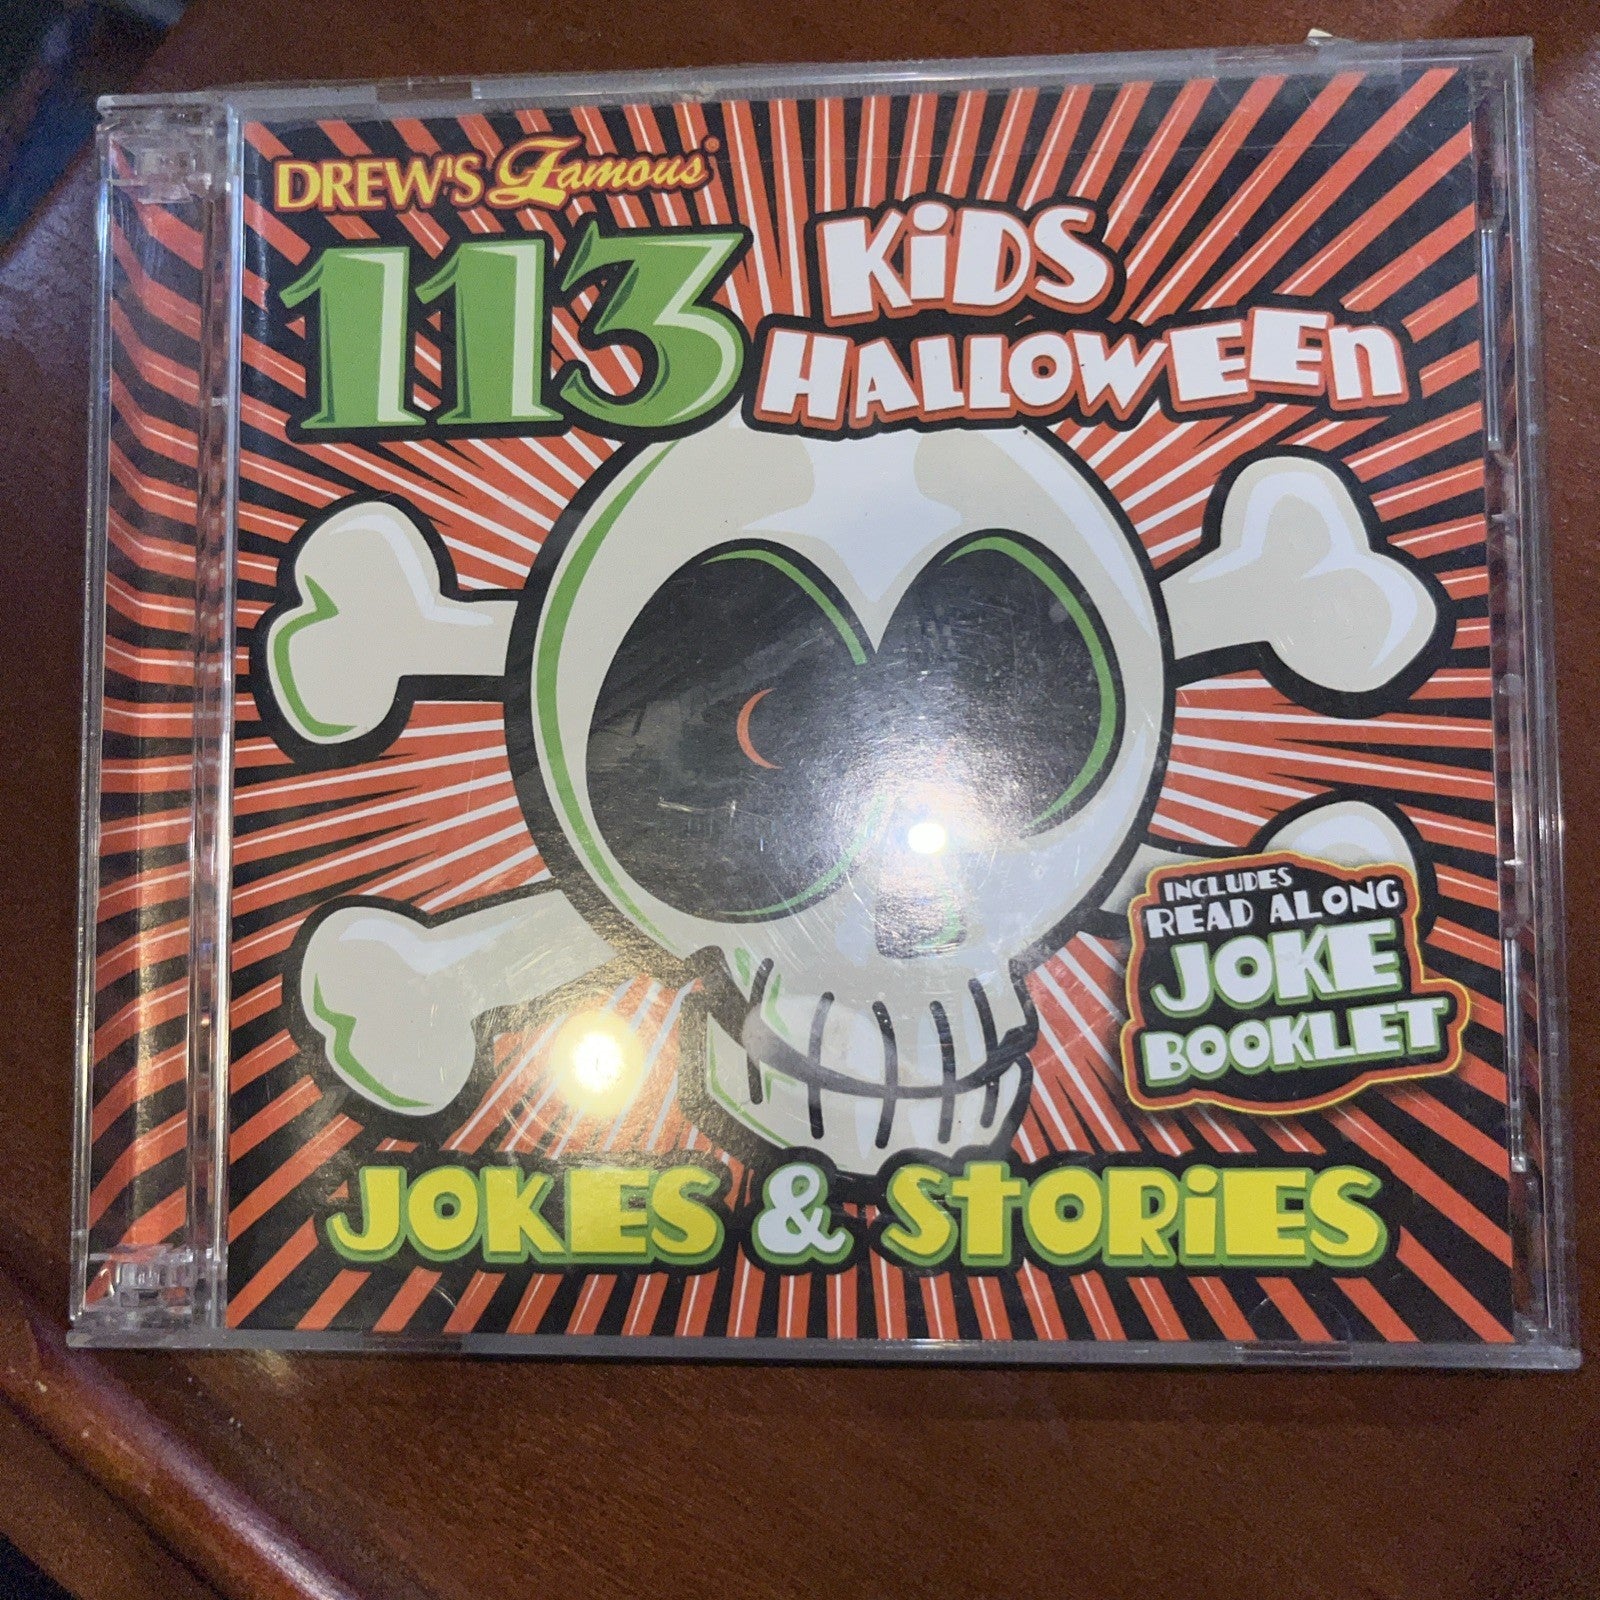 DREW'S Famous®
113 KiDS
HALLOWEEn
INCLUDES
READ ALONG
JOKE
BOOKLET
JOKES & StORiES